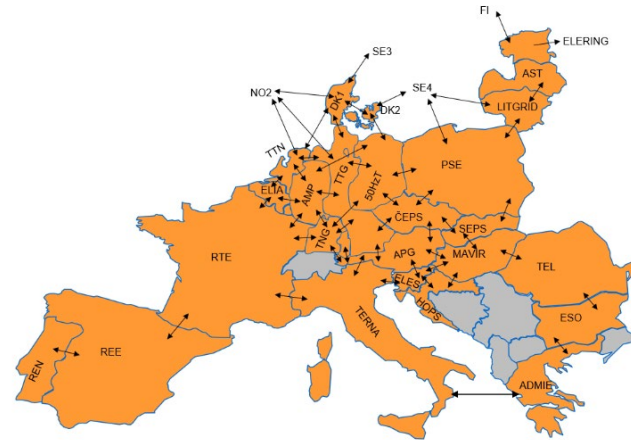 FI
ELERING
SE3
AST
NO2
SE4
LITGRID
DK1
DK2
TTN
PSE
TTG
50HzT
ELIA
AMP
ČEPS
SEPS
TNG
RTE
APG
MAVIR
TEL
ELES
HOPS
ESO
TERNA
REE
REN
ADMIE